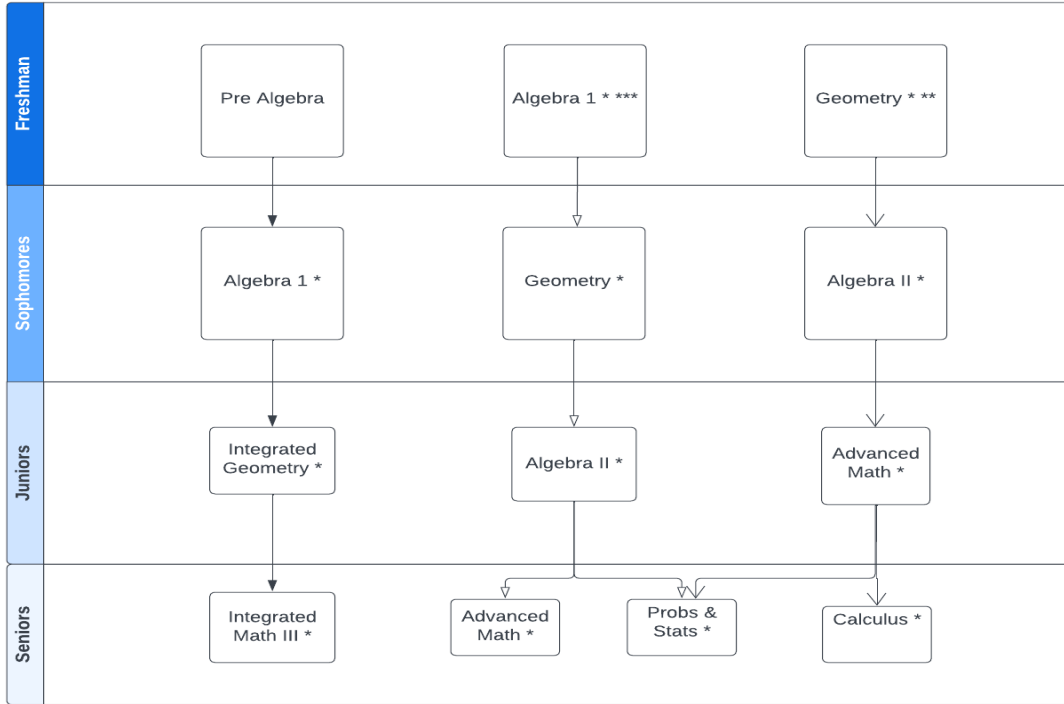 Freshman
Pre Algebra
Algebra 1 * ***
Geometry * **
Sophomores
Algebra 1 *
Geometry *
Algebra II *
Juniors
Integrated
Geometry *
Algebra II *
Advanced
Math *
Seniors
Integrated
Math III *
Advanced
Math *
Probs &
Stats *
Calculus *